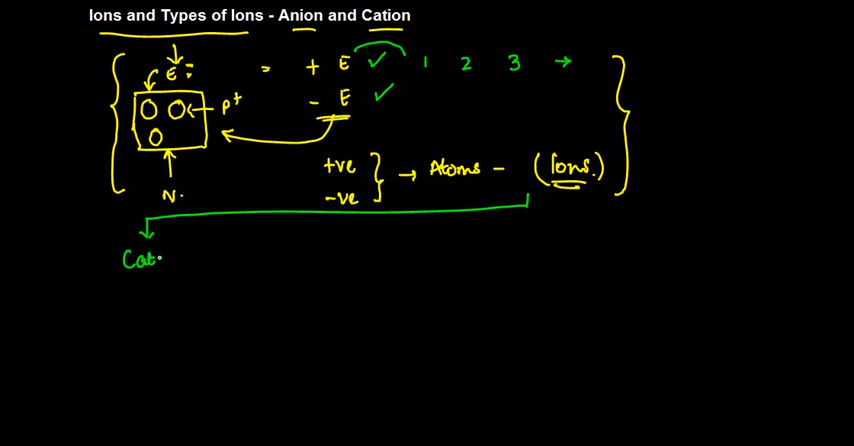 Ions and Types of Ions - Anion and Cation
E = + E ✓ 1 2 3 →
P+ - E ✓
+ve
-ve → Atoms - (Ions.)
N.
Cat